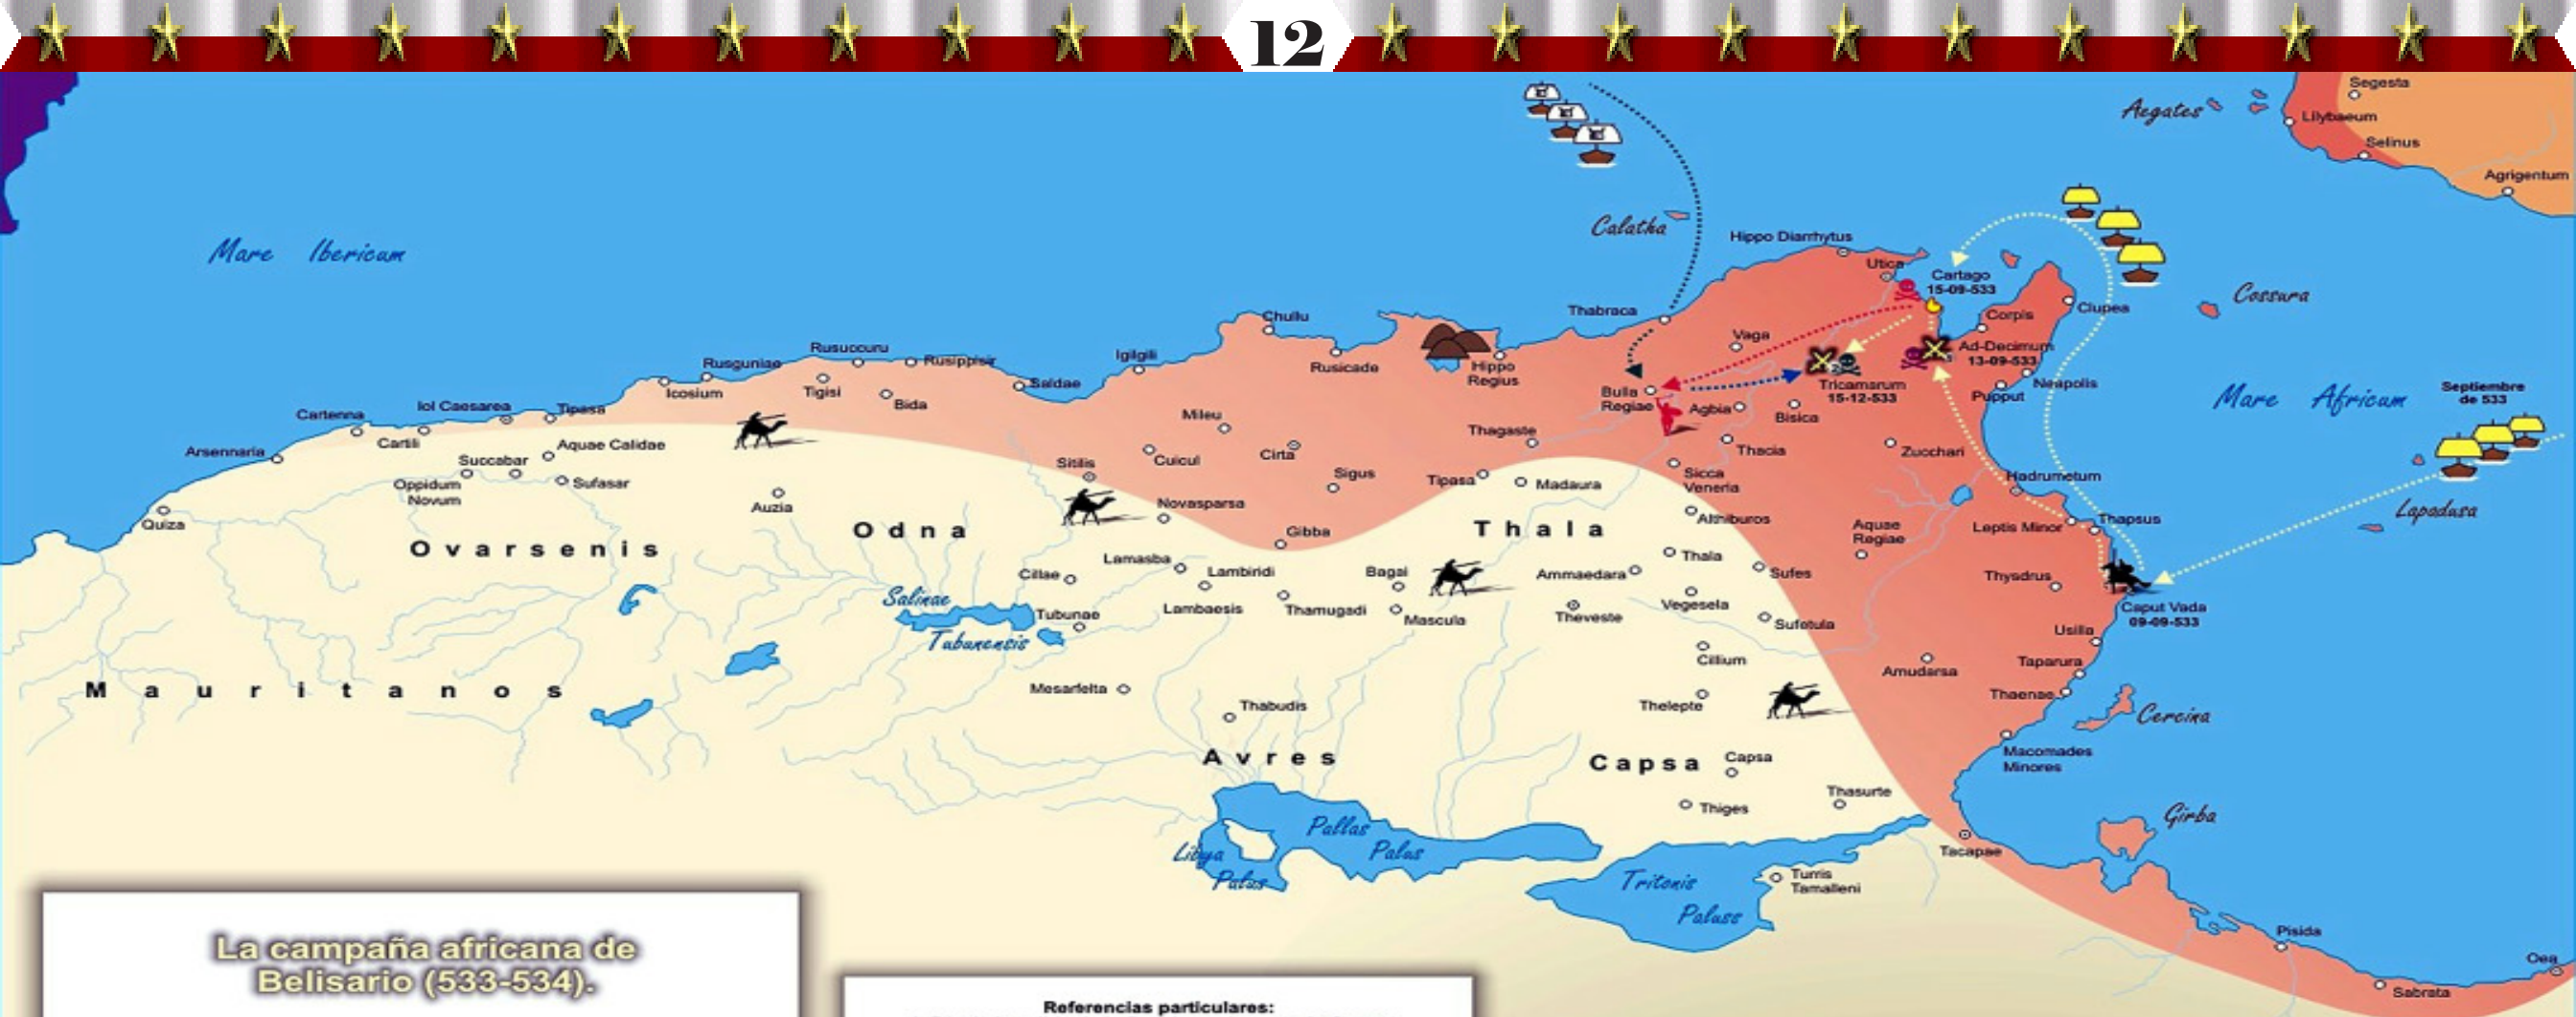 12
Segesta
Aegates
Lilybaeum
Selinus
Agrigentum
Calatha
Mare Ibericum
Hippo Diarrhytus
Utica
Cartago
15-09-533
Cossura
Clupea
Corpis
Thabraca
Chullu
Vaga
Ad-Decimum
13-09-533
Rusuccuru
Rusippisir
Rusguniae
Igilgili
Rusicade
Hippo
Regius
Saldae
Icosium
Tigisi
Bida
Bulla
Regiae
Agbia
Tricamarum
15-12-533
Bisica
Neapolis
Pupput
Mare Africum
Septiembre
de 533
Cartenna
Iol Caesarea
Tipasa
Cartili
Mileu
Thagaste
Thacia
Zucchari
Arsennaria
Aquae Calidae
Succabar
Sitilis
Cuicul
Cirta
Sigus
Tipasa
Madaura
Sicca
Veneria
Hadrumetum
Oppidum
Novum
Sufasar
Auzia
Novasparsa
Lapadusa
Quiza
Odna
Gibba
Thala
Althiburos
Aquae
Regiae
Leptis Minor
Thapsus
Ovarsenis
Lamasba
Thala
Cillae
Lambiridi
Bagai
Ammaedara
Sufes
Thysdrus
Salinae
Tubunensis
Tubunae
Lambaesis
Thamugadi
Mascula
Theveste
Vegesela
Sufetula
Caput Vada
09-09-533
Usilla
Mauritanos
Mesarfelta
Cillium
Amudarsa
Taparura
Thaenae
Thabudis
Thelepte
Cercina
Avres
Capsa
Capsa
Macomades
Minores
Thiges
Thasurte
Girba
Pallas
Palus
Libya
Palus
Tacapae
Tritonis
Paluss
Turris
Tamalleni
La campaña africana de
Belisario (533-534).
Pisida
Oea
Sabrata
Referencias particulares: